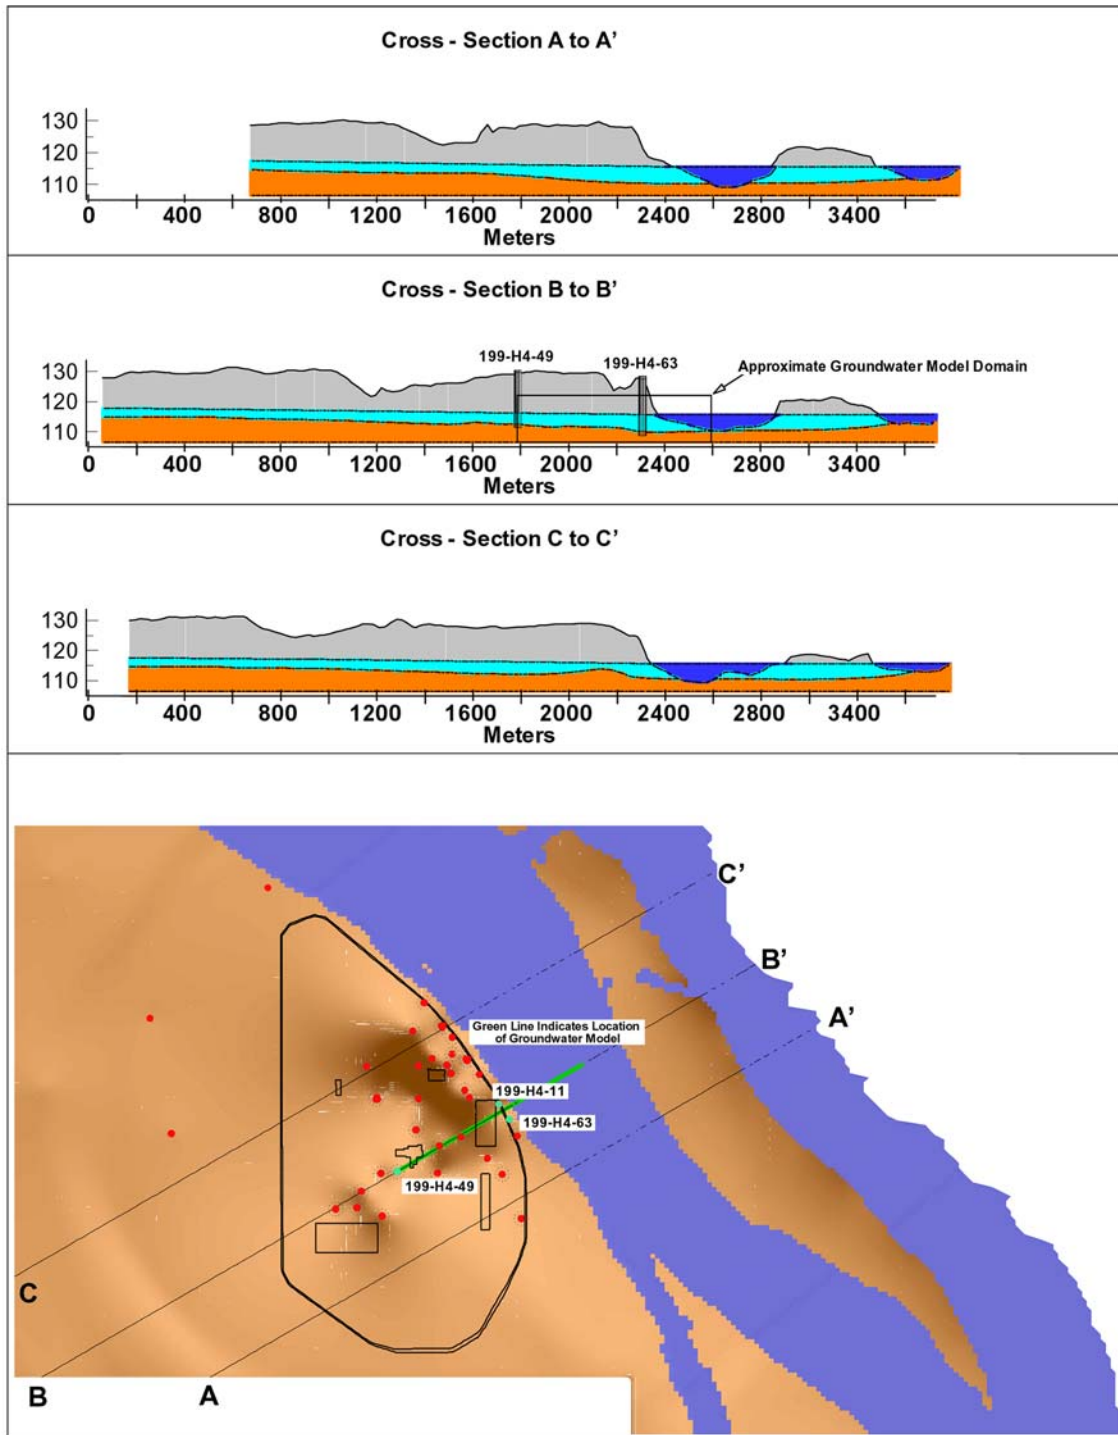 Cross - Section A to A’
130
120
110
0 400 800 1200 1600 2000 2400 2800 3400
Meters
Cross - Section B to B’
199-H4-49
199-H4-63
Approximate Groundwater Model Domain
130
120
110
0 400 800 1200 1600 2000 2400 2800 3400
Meters
Cross - Section C to C’
130
120
110
0 400 800 1200 1600 2000 2400 2800 3400
Meters
C’
B’
A’
Green Line Indicates Location
of Groundwater Model
199-H4-11
199-H4-63
199-H4-49
C
B
A